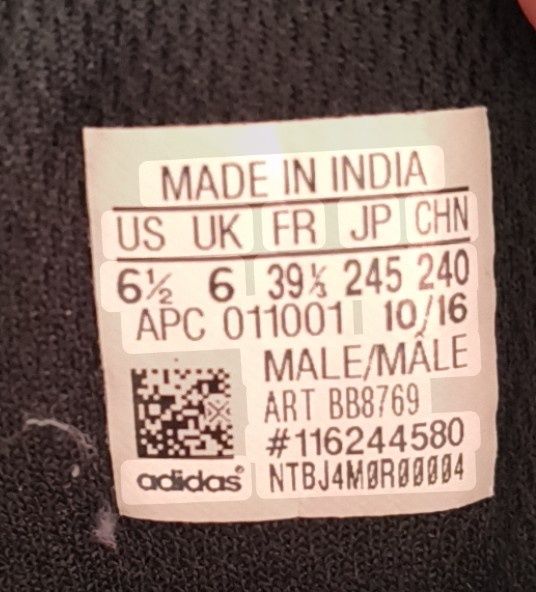 MADE IN INDIA
US UK FR JP CHN
6½ 6 39⅓ 245 240
APC 011001 10/16
MALE/MÂLE
ART BB8769
#116244580
adidas® NTBJ4M0R00004